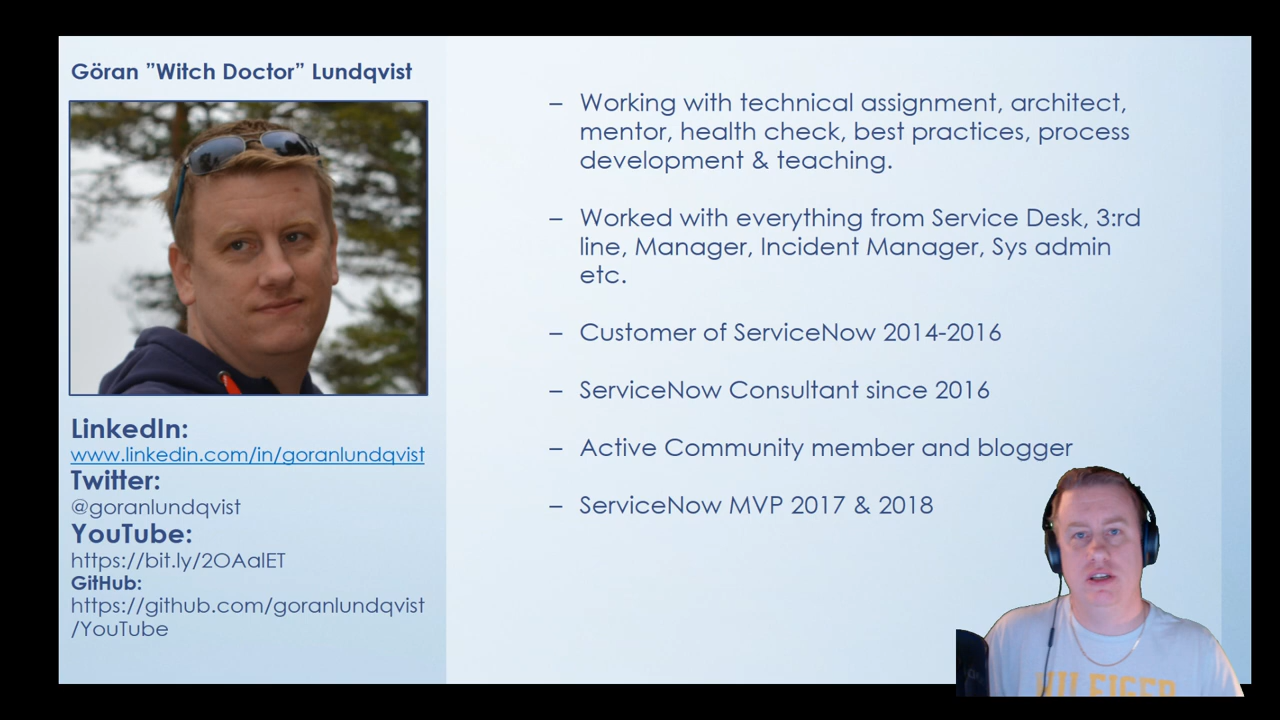 Göran ”Witch Doctor” Lundqvist
LinkedIn:
www.linkedin.com/in/goranlundqvist
Twitter:
@goranlundqvist
YouTube:
https://bit.ly/2OAalET
GitHub:
https://github.com/goranlundqvist
/YouTube
– Working with technical assignment, architect,
mentor, health check, best practices, process
development & teaching.
– Worked with everything from Service Desk, 3:rd
line, Manager, Incident Manager, Sys admin
etc.
– Customer of ServiceNow 2014-2016
– ServiceNow Consultant since 2016
– Active Community member and blogger
– ServiceNow MVP 2017 & 2018
HILFIGER